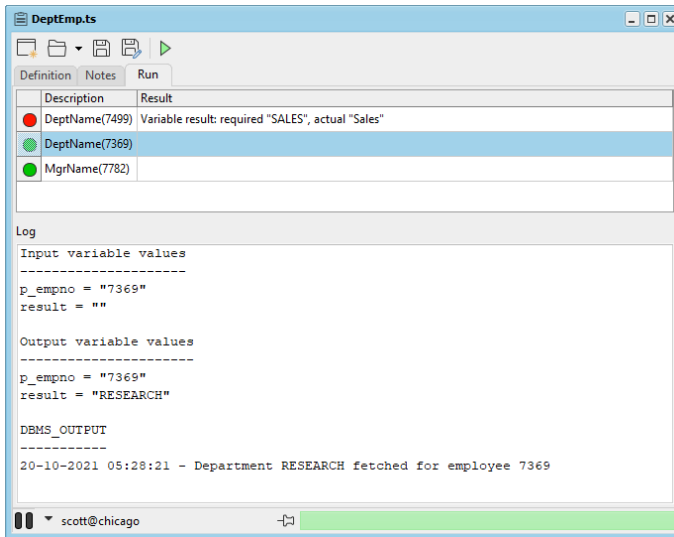 DeptEmp.ts
Definition Notes Run
Description Result
DeptName(7499) Variable result: required "SALES", actual "Sales"
DeptName(7369)
MgrName(7782)
Log
Input variable values
---------------------
p_empno = "7369"
result = ""
Output variable values
----------------------
p_empno = "7369"
result = "RESEARCH"
DBMS_OUTPUT
-----------
20-10-2021 05:28:21 - Department RESEARCH fetched for employee 7369
scott@chicago